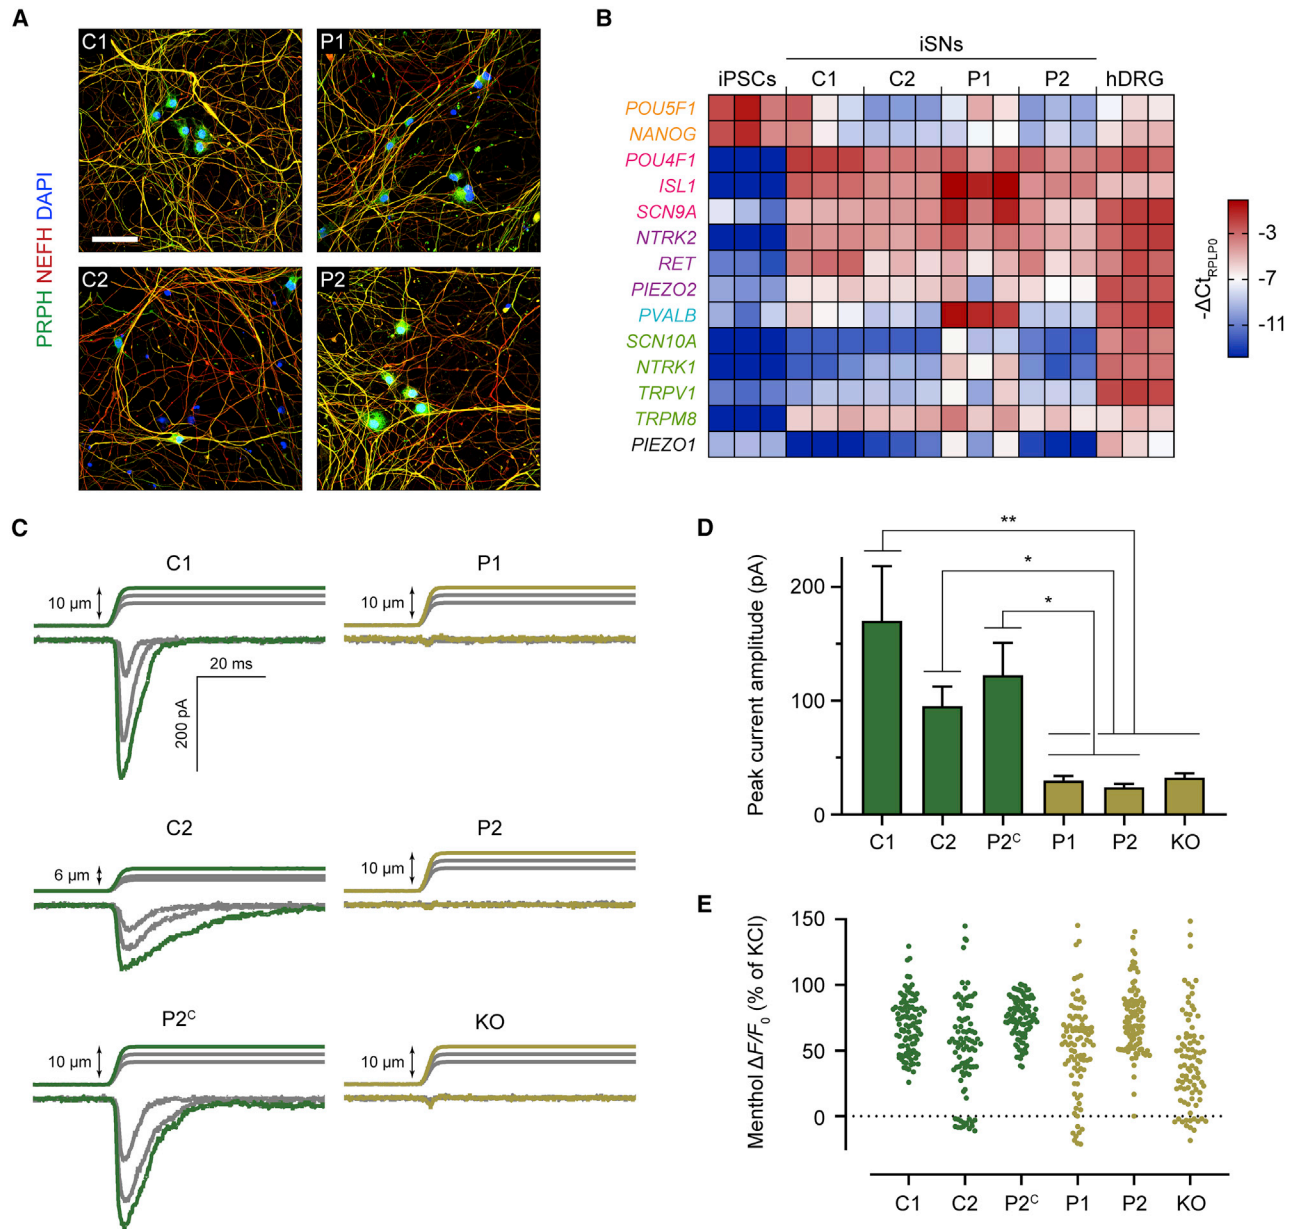 A
C1
P1
C2
P2
PRPH NEFH DAPI
B
iSNs
iPSCs C1 C2 P1 P2 hDRG
POU5F1
NANOG
POU4F1
ISL1
SCN9A
NTRK2
RET
PIEZO2
PVALB
SCN10A
NTRK1
TRPV1
TRPM8
PIEZO1
-3
-7
-11
-ΔCt RPLP0
C
C1
10 µm
20 ms
200 pA
P1
10 µm
C2
6 µm
P2
10 µm
P2ᶜ
10 µm
KO
10 µm
D
**
*
*
Peak current amplitude (pA)
200
100
0
C1 C2 P2ᶜ P1 P2 KO
E
Menthol ΔF/F₀ (% of KCl)
150
100
50
0
C1 C2 P2ᶜ P1 P2 KO